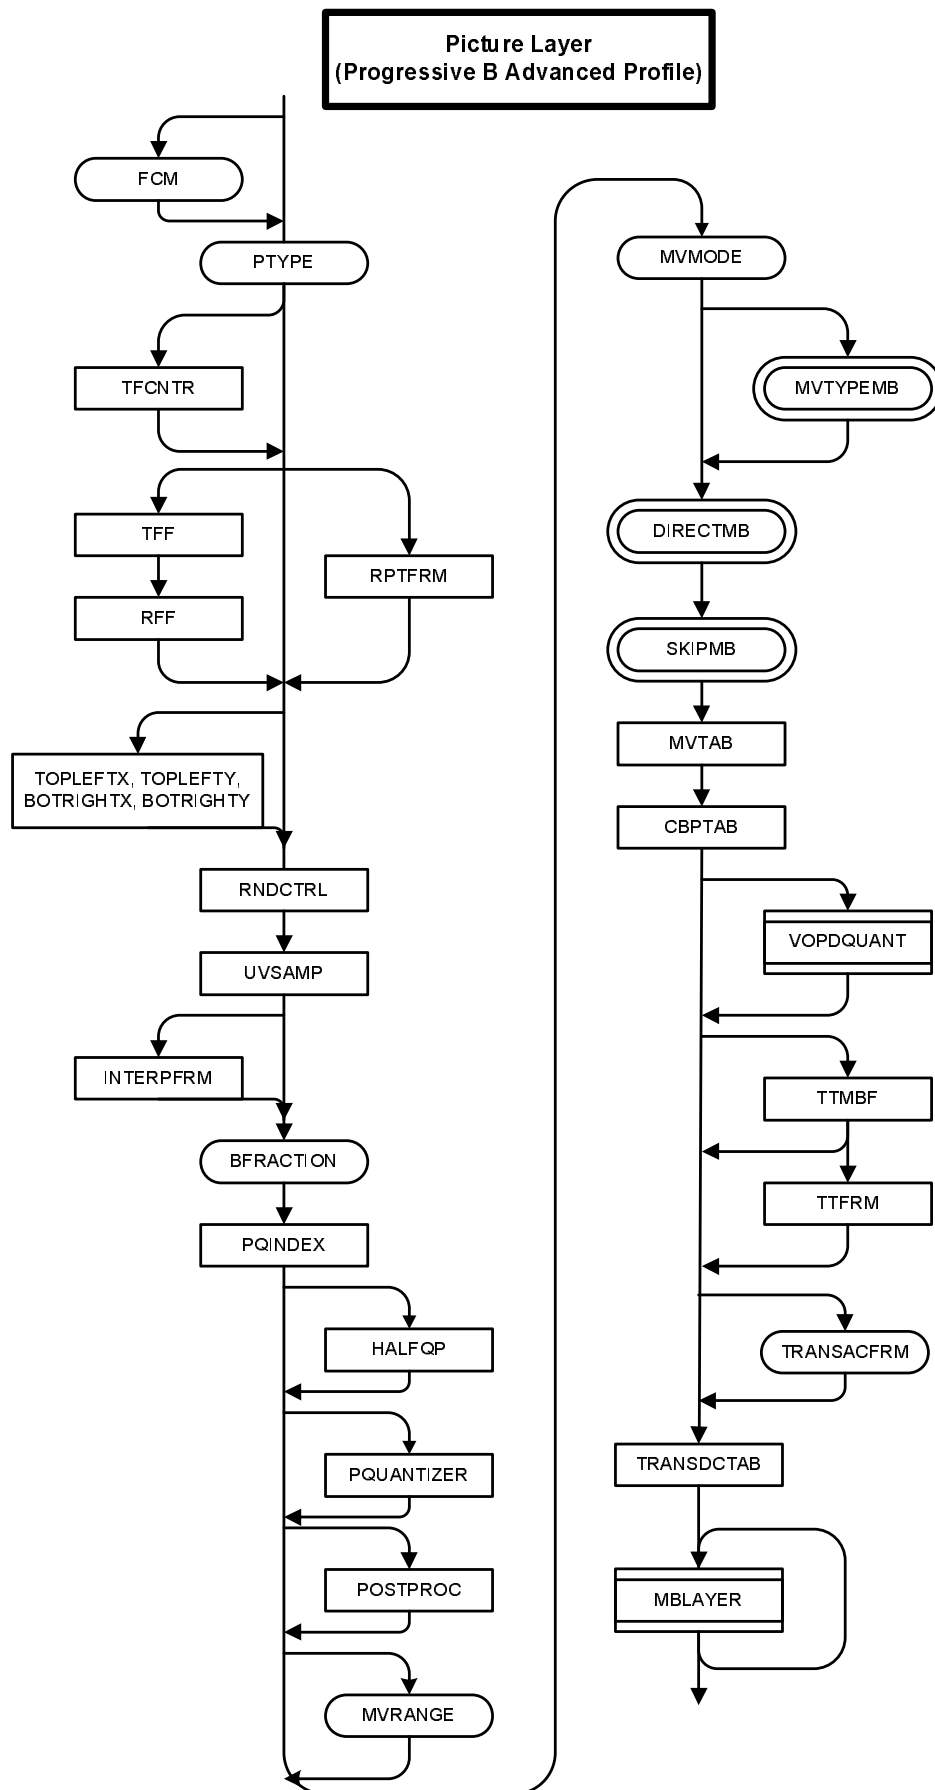 Picture Layer
(Progressive B Advanced Profile)
FCM
PTYPE
TFCNTR
TFF
RPTFRM
RFF
TOPLEFTX, TOPLEFTY,
BOTRIGHTX, BOTRIGHTY
RNDCTRL
UVSAMP
INTERPFRM
BFRACTION
PQINDEX
HALFQP
PQUANTIZER
POSTPROC
MVRANGE
MVMODE
MVTYPEMB
DIRECTMB
SKIPMB
MVTAB
CBPTAB
VOPDQUANT
TTMBF
TTFRM
TRANSACFRM
TRANSDCTAB
MBLAYER